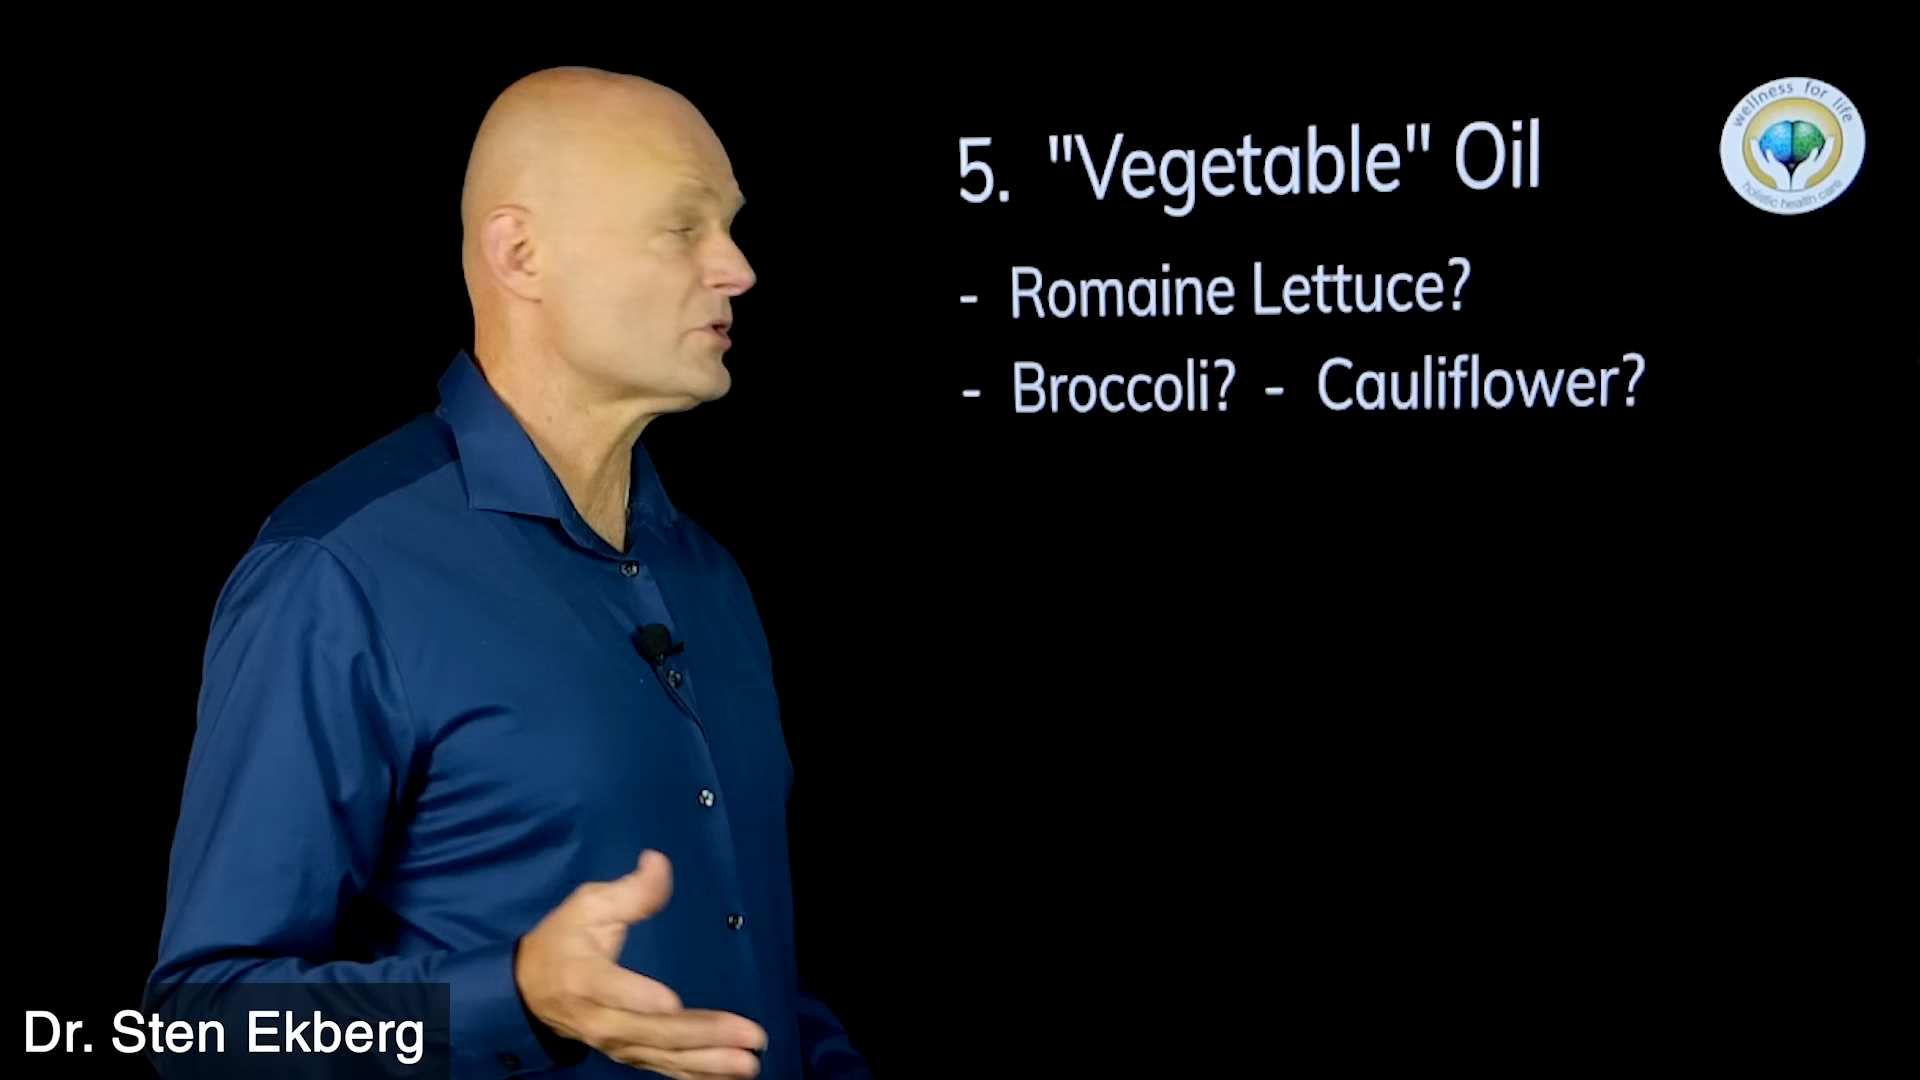 5. "Vegetable" Oil
wellness for life
holistic health care
- Romaine Lettuce?
- Broccoli? - Cauliflower?
Dr. Sten Ekberg